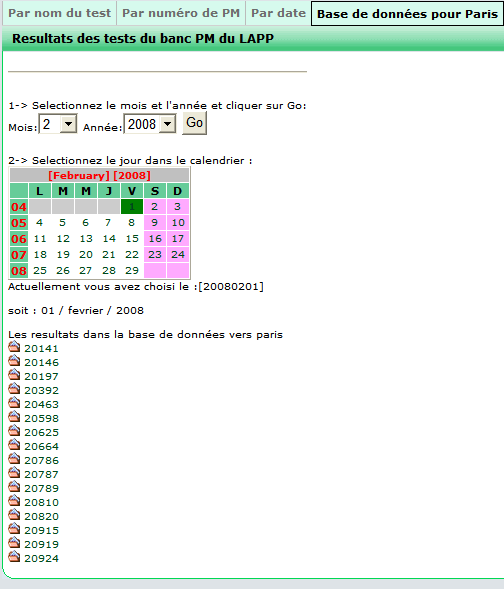 Par nom du test Par numéro de PM Par date Base de données pour Paris
Resultats des tests du banc PM du LAPP
1-> Selectionnez le mois et l'année et cliquer sur Go:
Mois: 2 Année: 2008 Go
2-> Selectionnez le jour dans le calendrier :
[February] [2008]
L M M J V S D
04 1 2 3
05 4 5 6 7 8 9 10
06 11 12 13 14 15 16 17
07 18 19 20 21 22 23 24
08 25 26 27 28 29
Actuellement vous avez choisi le :[20080201]
soit : 01 / fevrier / 2008
Les resultats dans la base de données vers paris
20141
20146
20197
20392
20463
20598
20625
20664
20786
20787
20789
20810
20820
20915
20919
20924